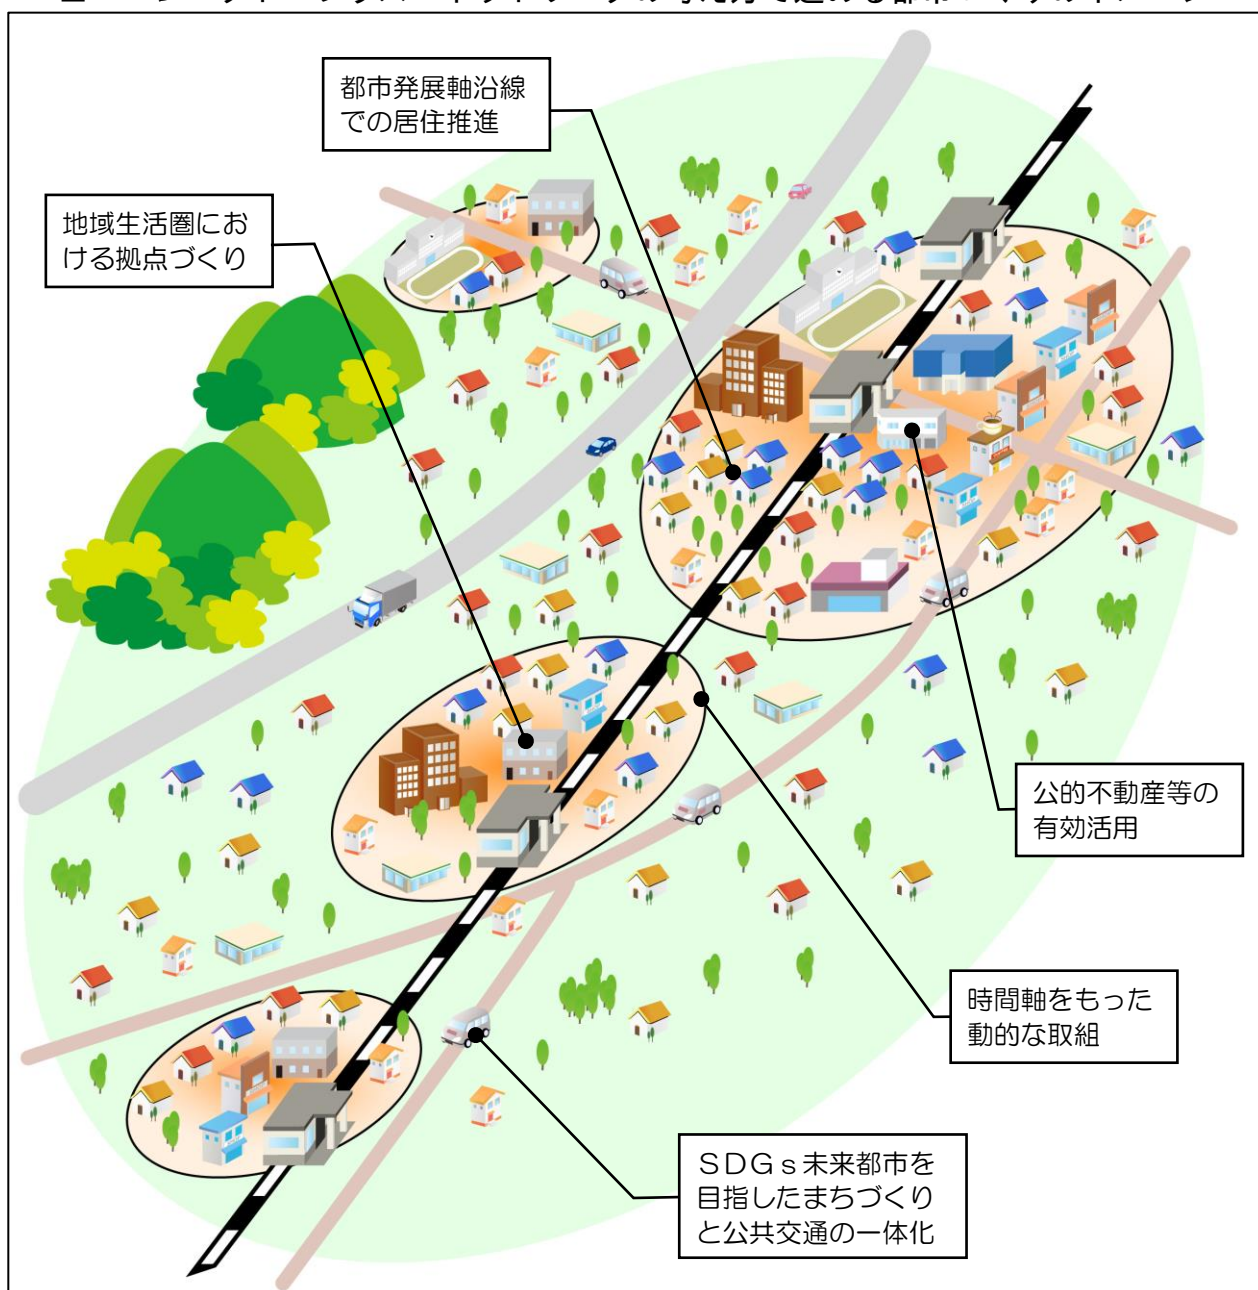 都市発展軸沿線
での居住推進
地域生活圏にお
ける拠点づくり
公的不動産等の
有効活用
時間軸をもった
動的な取組
ＳＤＧｓ未来都市を
目指したまちづくり
と公共交通の一体化